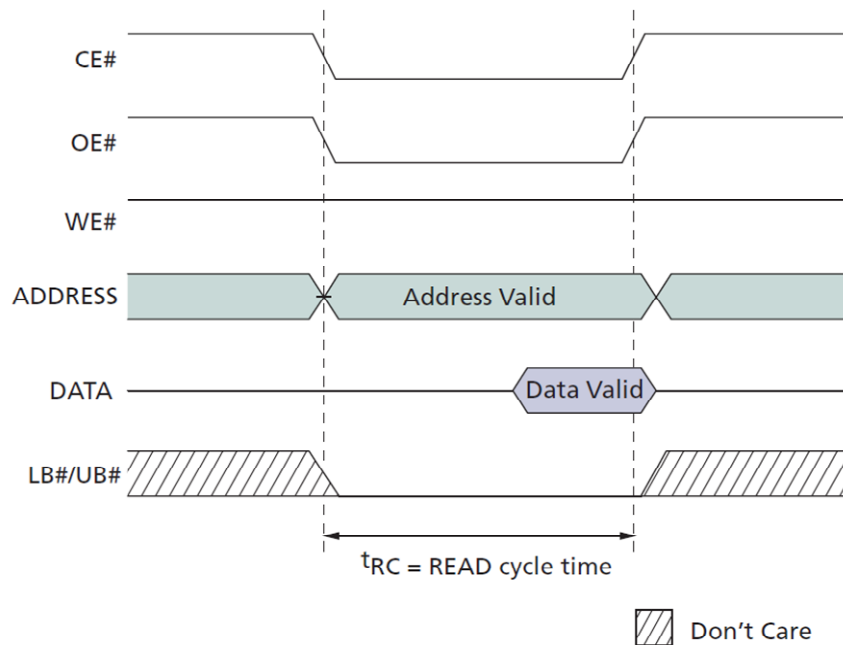 CE#
OE#
WE#
ADDRESS
Address Valid
DATA
Data Valid
LB#/UB#
tRC = READ cycle time
Don't Care